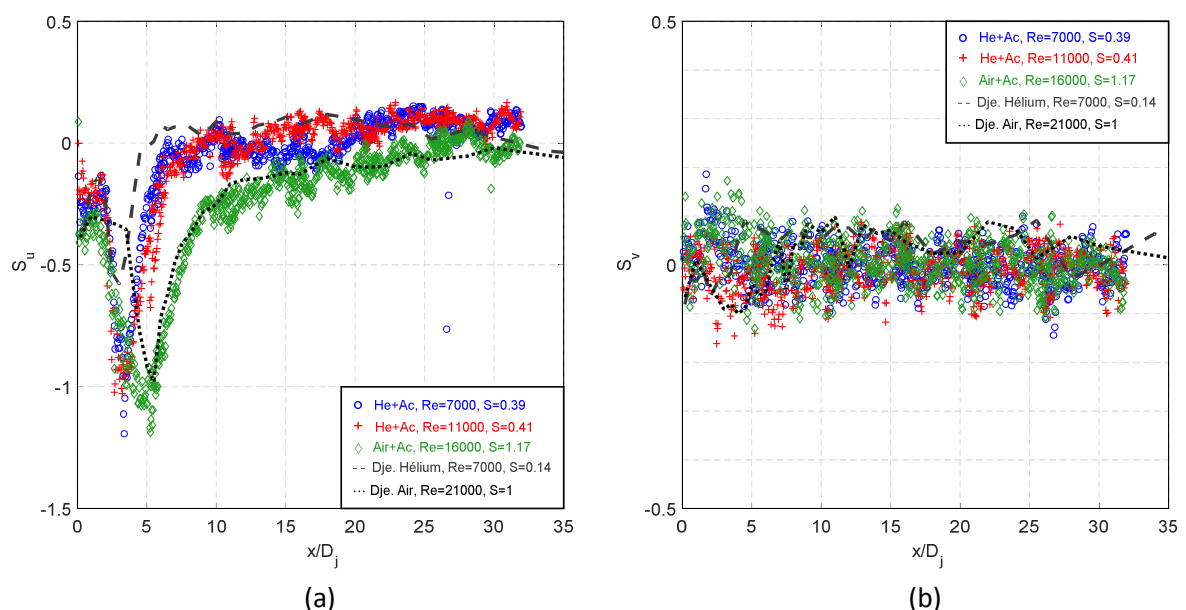 (a)
0.5
0
-0.5
-1
-1.5
S_u
0 5 10 15 20 25 30 35
x/D_j
He+Ac, Re=7000, S=0.39
He+Ac, Re=11000, S=0.41
Air+Ac, Re=16000, S=1.17
Dje. Hélium, Re=7000, S=0.14
Dje. Air, Re=21000, S=1
(a)
(b)
0.5
0
-0.5
S_v
0 5 10 15 20 25 30 35
x/D_j
He+Ac, Re=7000, S=0.39
He+Ac, Re=11000, S=0.41
Air+Ac, Re=16000, S=1.17
Dje. Hélium, Re=7000, S=0.14
Dje. Air, Re=21000, S=1
(b)